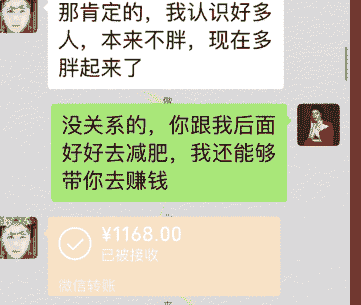 那肯定的，我认识好多
人，本来不胖，现在多
胖起来了
没关系的，你跟我后面
好好去减肥，我还能够
带你去赚钱
¥1168.00
已被接收
微信转账